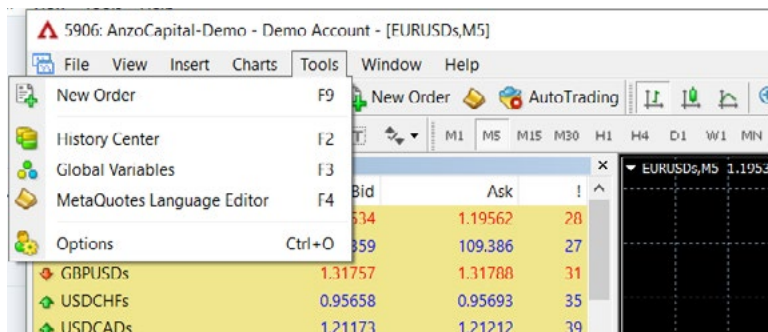 5906: AnzoCapital-Demo - Demo Account - [EURUSDs,M5]
File View Insert Charts Tools Window Help
New Order F9
New Order AutoTrading
History Center F2
M1 M5 M15 M30 H1 H4 D1 W1 MN
Global Variables F3
EURUSDs,M5 1.1953
MetaQuotes Language Editor F4
Bid Ask !
534 1.19562 28
Options Ctrl+O
359 109.386 27
GBPUSDs 1.31757 1.31788 31
USDCHFs 0.95658 0.95693 35
USDCADs 1.21173 1.21212 39